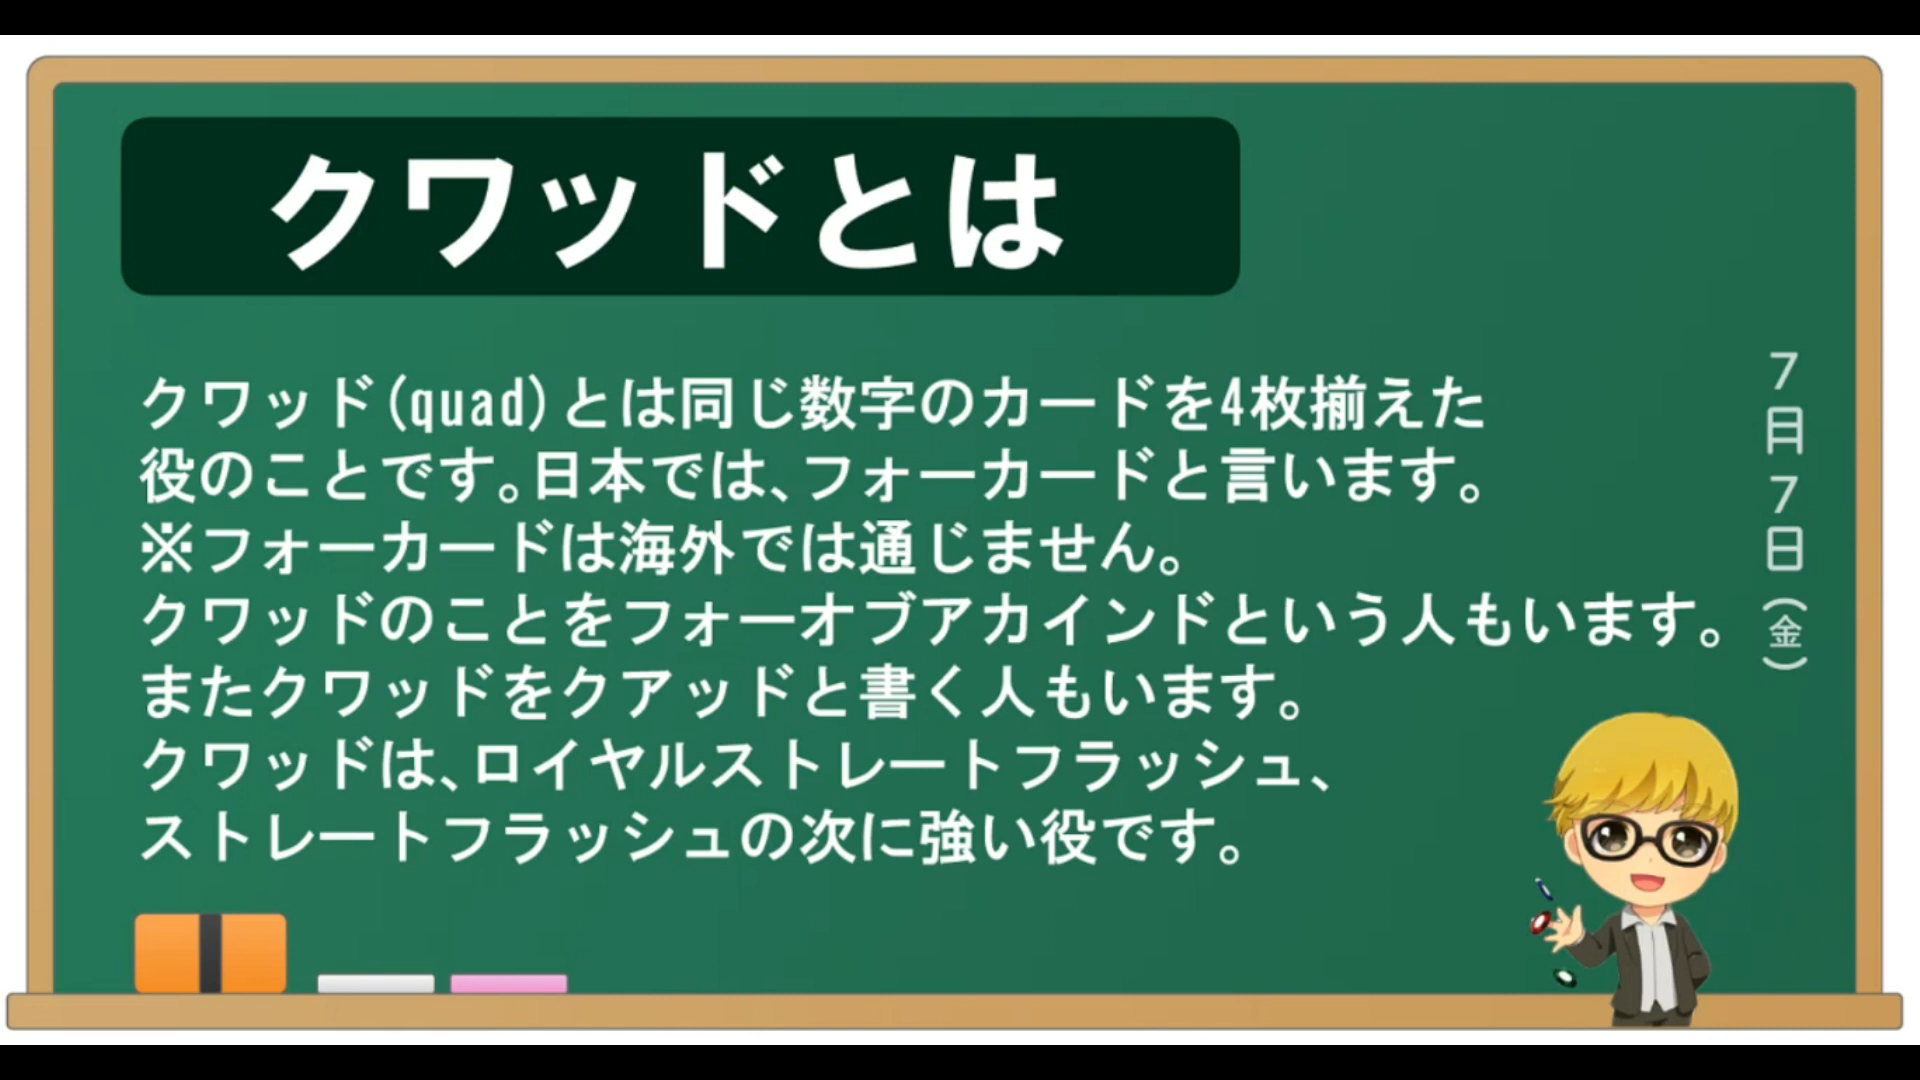 クワッドとは
クワッド(quad)とは同じ数字のカードを4枚揃えた
役のことです。日本では、フォーカードと言います。
※フォーカードは海外では通じません。
クワッドのことをフォーオブアカインドという人もいます。
またクワッドをクアッドと書く人もいます。
クワッドは、ロイヤルストレートフラッシュ、
ストレートフラッシュの次に強い役です。
7日7日(金)